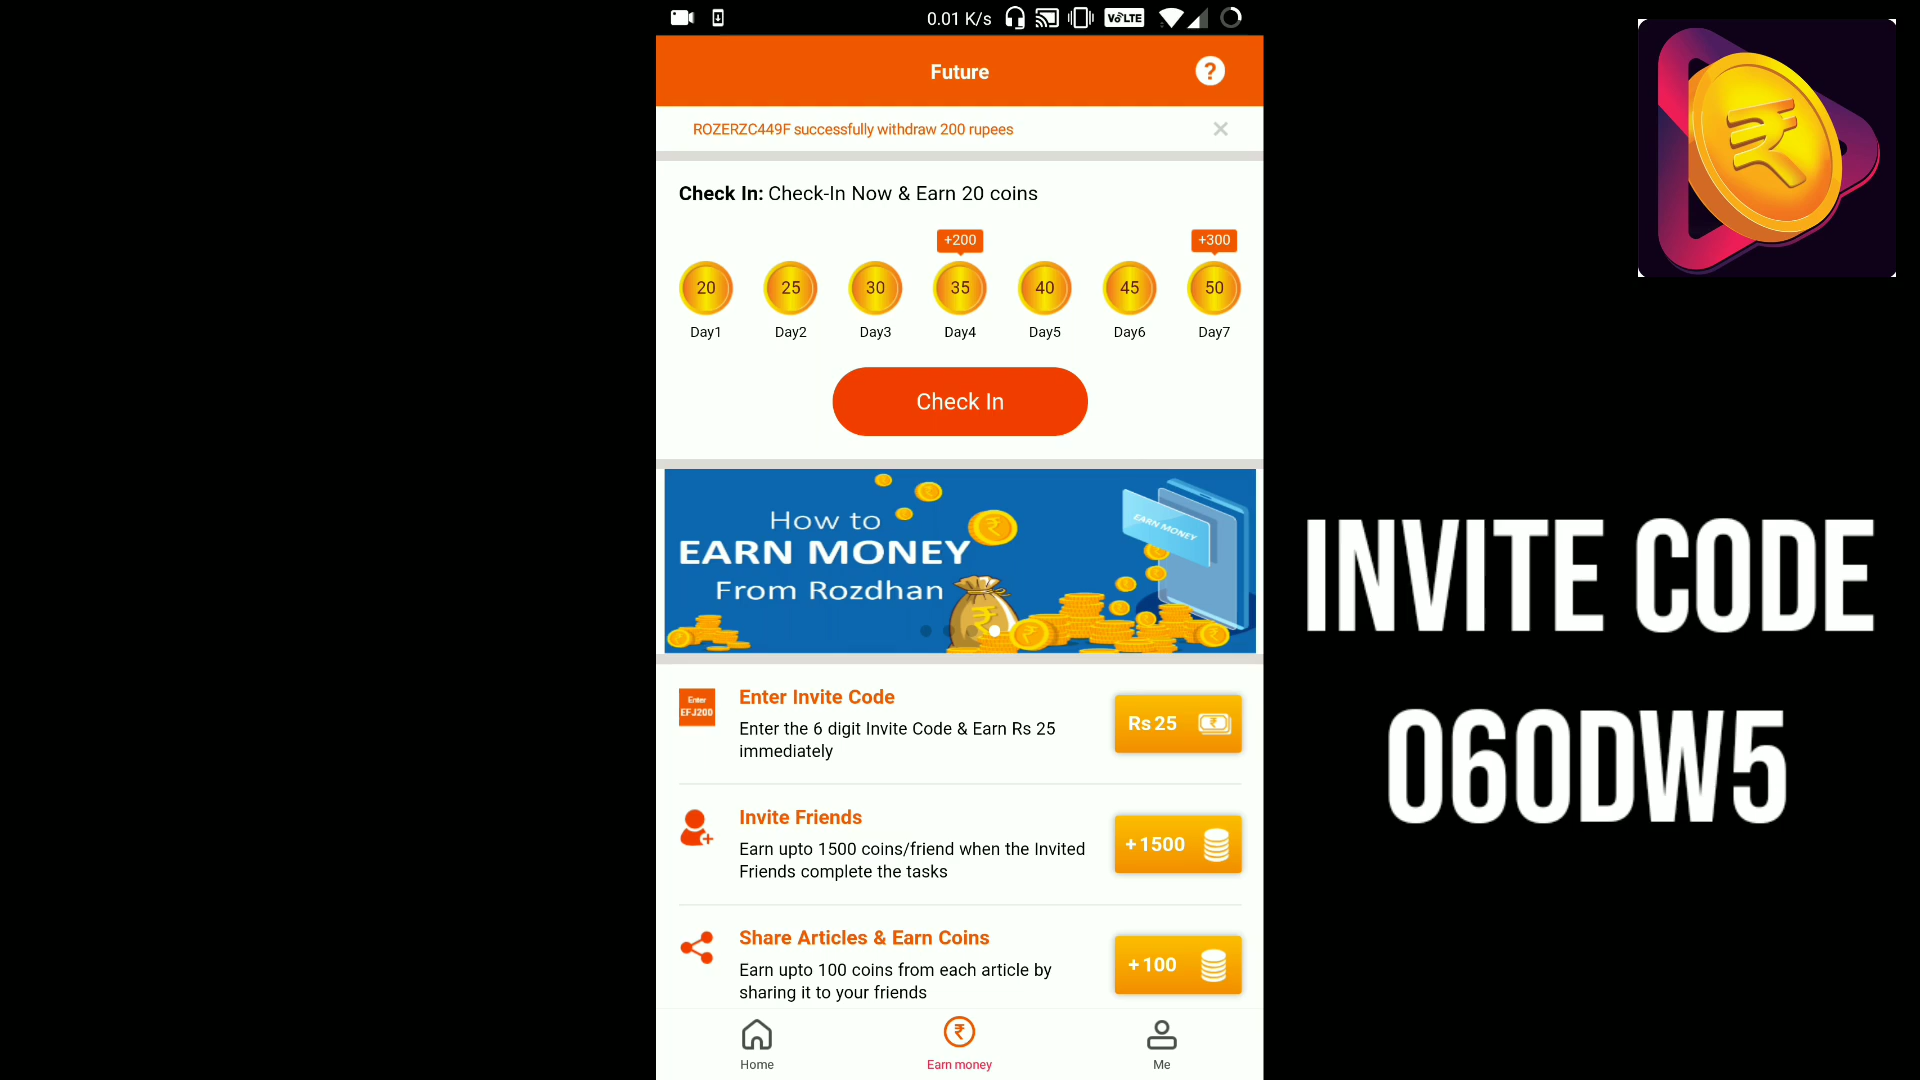 0.01 K/s
VoLTE
Future
?
ROZERZC449F successfully withdraw 200 rupees
Check In: Check-In Now & Earn 20 coins
+200
+300
20
25
30
35
40
45
50
Day1
Day2
Day3
Day4
Day5
Day6
Day7
Check In
How to
EARN MONEY
From Rozdhan
EARN MONEY
Enter
EFJ200
Enter Invite Code
Enter the 6 digit Invite Code & Earn Rs 25
immediately
Rs 25
Invite Friends
Earn upto 1500 coins/friend when the Invited
Friends complete the tasks
+1500
Share Articles & Earn Coins
Earn upto 100 coins from each article by
sharing it to your friends
+100
Home
Earn money
Me
INVITE CODE
060DW5